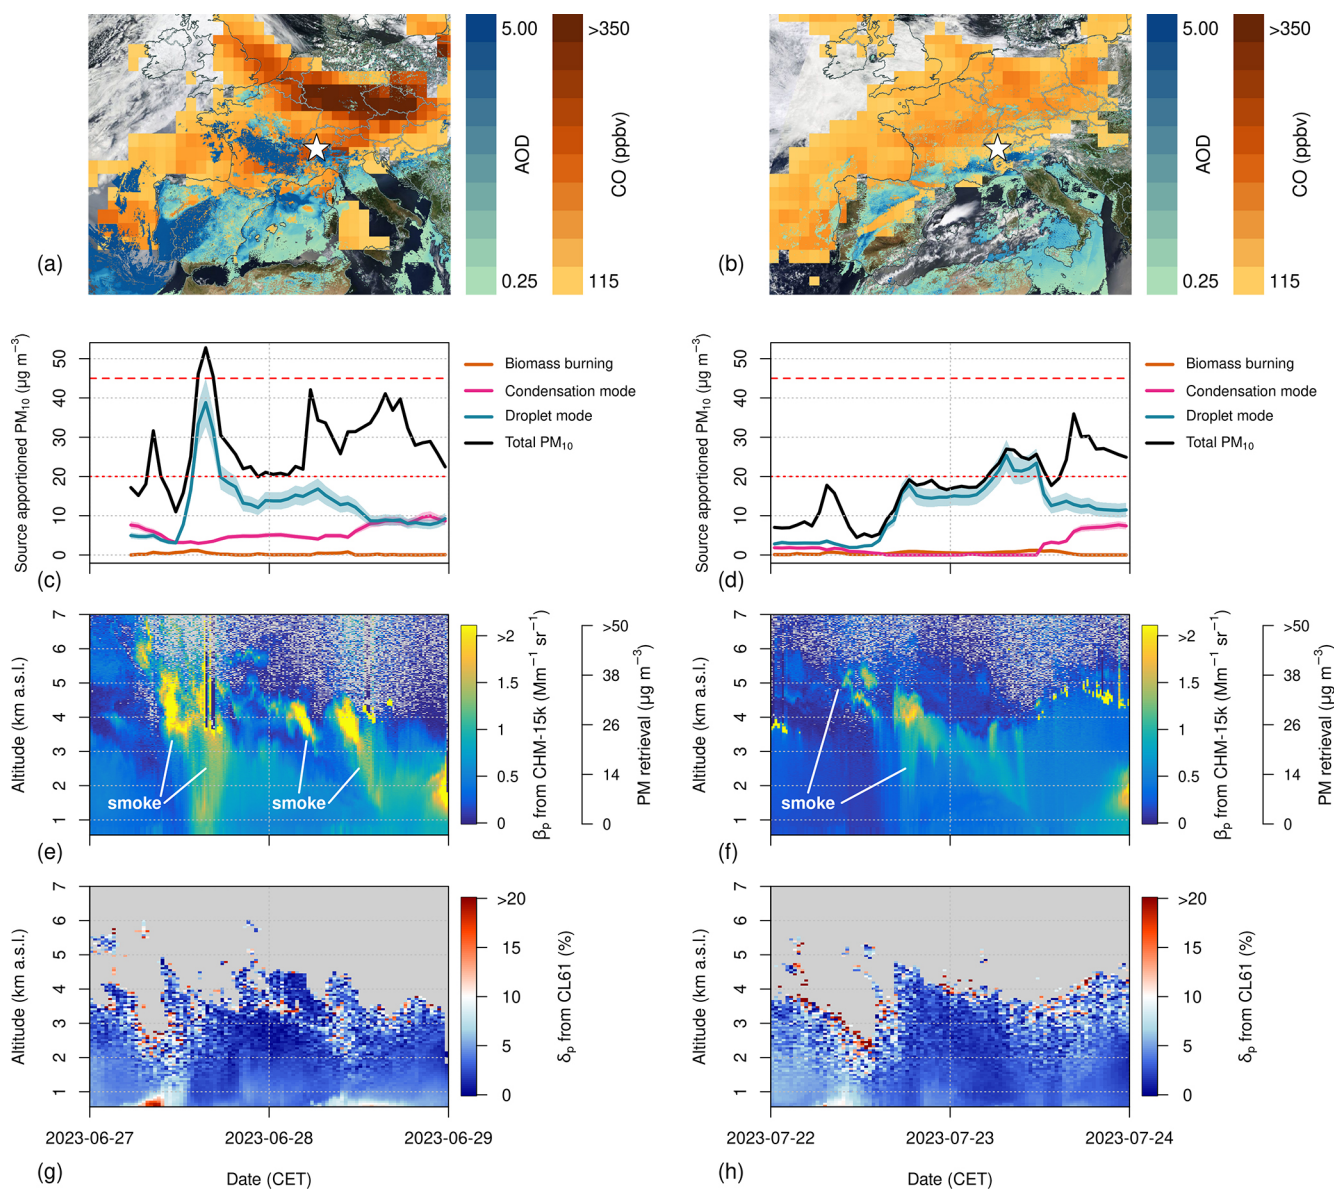 5.00
0.25
AOD
>350
115
CO (ppbv)
(a)
5.00
0.25
AOD
>350
115
CO (ppbv)
(b)
Source apportioned PM10 (µg m−3)
50
40
30
20
10
0
Biomass burning
Condensation mode
Droplet mode
Total PM10
(c)
Source apportioned PM10 (µg m−3)
50
40
30
20
10
0
Biomass burning
Condensation mode
Droplet mode
Total PM10
(d)
Altitude (km a.s.l.)
7
6
5
4
3
2
1
smoke
smoke
>2
1.5
1
0.5
0
βp from CHM-15k (Mm−1 sr−1)
>50
38
26
14
0
PM retrieval (µg m−3)
(e)
Altitude (km a.s.l.)
7
6
5
4
3
2
1
smoke
>2
1.5
1
0.5
0
βp from CHM-15k (Mm−1 sr−1)
>50
38
26
14
0
PM retrieval (µg m−3)
(f)
Altitude (km a.s.l.)
7
6
5
4
3
2
1
>20
15
10
5
0
δp from CL61 (%)
2023-06-27
2023-06-28
2023-06-29
Date (CET)
(g)
Altitude (km a.s.l.)
7
6
5
4
3
2
1
>20
15
10
5
0
δp from CL61 (%)
2023-07-22
2023-07-23
2023-07-24
Date (CET)
(h)